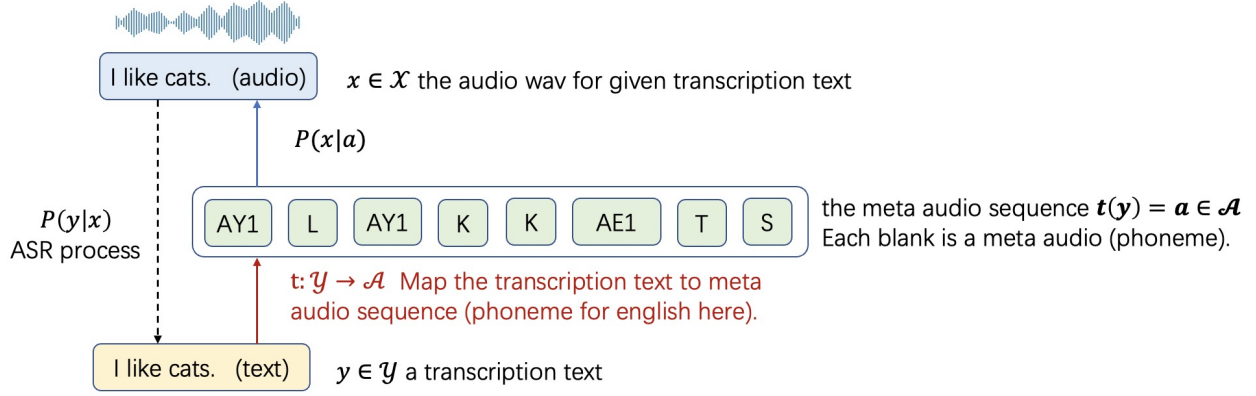 I like cats. (audio)
x ∈ 𝒳 the audio wav for given transcription text
P(x|a)
P(y|x)
ASR process
AY1 L AY1 K K AE1 T S
the meta audio sequence t(y) = a ∈ 𝒜
Each blank is a meta audio (phoneme).
t: 𝒴 → 𝒜 Map the transcription text to meta
audio sequence (phoneme for english here).
I like cats. (text)
y ∈ 𝒴 a transcription text